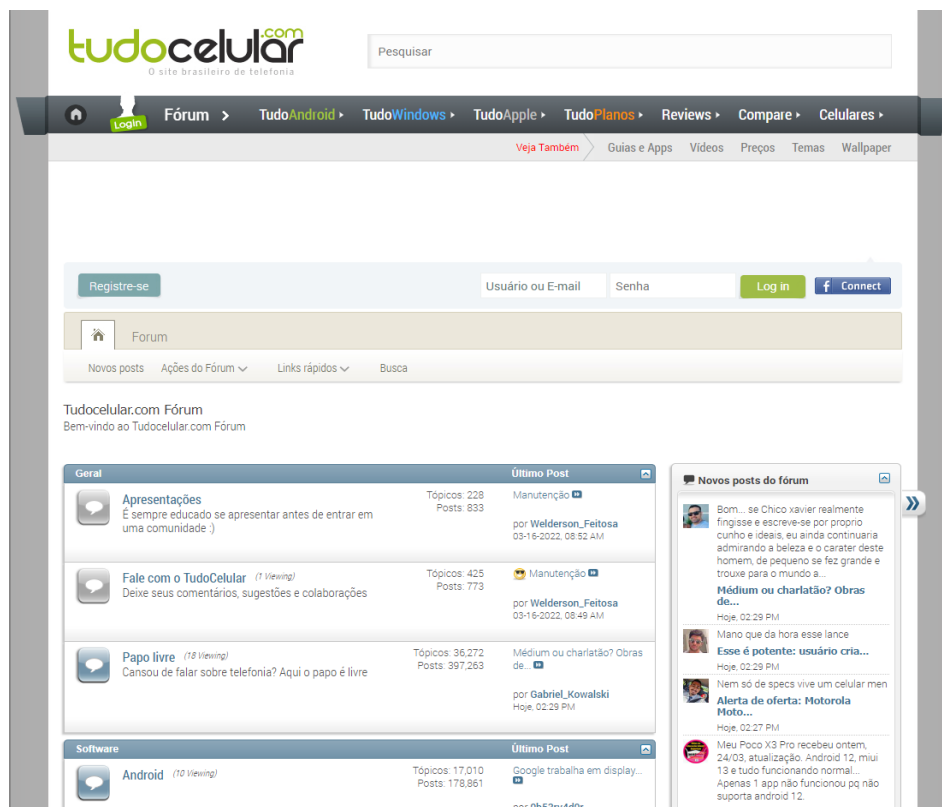 tudocelular.com
O site brasileiro de telefonia
Pesquisar
Login
Fórum
TudoAndroid
TudoWindows
TudoApple
TudoPlanos
Reviews
Compare
Celulares
Veja Também
Guias e Apps
Vídeos
Preços
Temas
Wallpaper
Registre-se
Usuário ou E-mail
Senha
Log in
f Connect
Forum
Novos posts
Ações do Fórum
Links rápidos
Busca
Tudocelular.com Fórum
Bem-vindo ao Tudocelular.com Fórum
Geral
Último Post
Apresentações
É sempre educado se apresentar antes de entrar em
uma comunidade :)
Tópicos: 228
Posts: 833
Manutenção
por Welderson_Feitosa
03-16-2022, 08:52 AM
Fale com o TudoCelular (1 Viewing)
Deixe seus comentários, sugestões e colaborações
Tópicos: 425
Posts: 773
Manutenção
por Welderson_Feitosa
03-16-2022, 08:49 AM
Papo livre (18 Viewing)
Cansou de falar sobre telefonia? Aqui o papo é livre
Tópicos: 36,272
Posts: 397,263
Médium ou charlatão? Obras
de...
por Gabriel_Kowalski
Hoje, 02:29 PM
Software
Último Post
Android (10 Viewing)
Tópicos: 17,010
Posts: 178,861
Google trabalha em display...
Novos posts do fórum
Bom... se Chico xavier realmente
fingisse e escreve-se por proprio
cunho e ideais, eu ainda continuaria
admirando a beleza e o carater deste
homem, de pequeno se fez grande e
trouxe para o mundo a...
Médium ou charlatão? Obras
de...
Hoje, 02:29 PM
Mano que da hora esse lance
Esse é potente: usuário cria...
Hoje, 02:29 PM
Nem só de specs vive um celular men
Alerta de oferta: Motorola
Moto...
Hoje, 02:27 PM
Meu Poco X3 Pro recebeu ontem,
24/03, atualização. Android 12, miui
13 e tudo funcionando normal...
Apenas 1 app não funcionou pq não
suporta android 12.